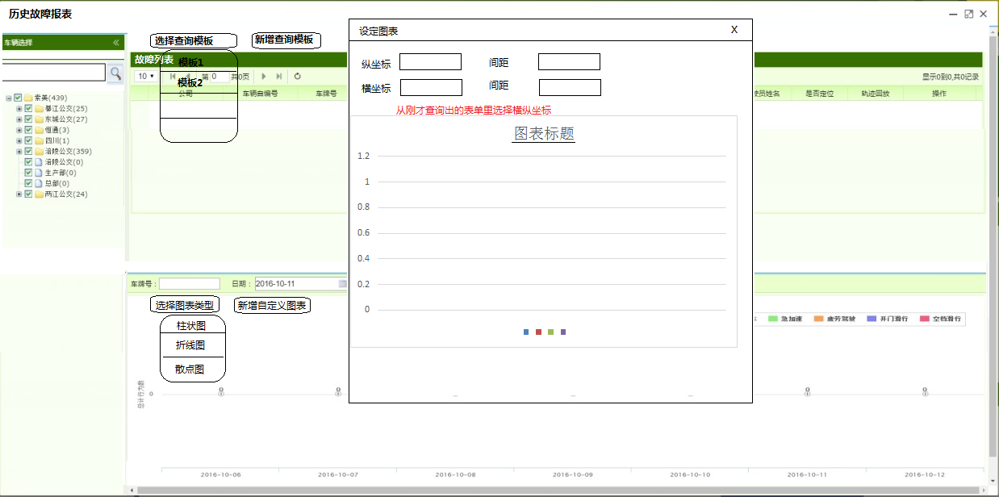 历史故障报表
设定图表 X
车辆选择 «
选择查询模板 新增查询模板
纵坐标 间距
横坐标 间距
从刚才查询出的表单里选择横纵坐标
故障列表
模板1
模板2
10 第 0 共0页
显示0到0,共0记录
公司 车辆自编号 车牌号 驶员姓名 是否定位 轨迹回放 操作
索美(439)
綦江公交(25)
东城公交(27)
恒通(3)
四川(1)
涪陵公交(359)
涪陵公交(0)
生产部(0)
总部(0)
两江公交(24)
图表标题
1.2
1
0.8
0.6
0.4
0.2
0
车牌号： 日期： 2016-10-11
选择图表类型 新增自定义图表
柱状图
折线图
散点图
急加速 疲劳驾驶 开门滑行 空档滑行
总计行为数
0
0 0 0 0
2016-10-06 2016-10-07 2016-10-08 2016-10-09 2016-10-10 2016-10-11 2016-10-12